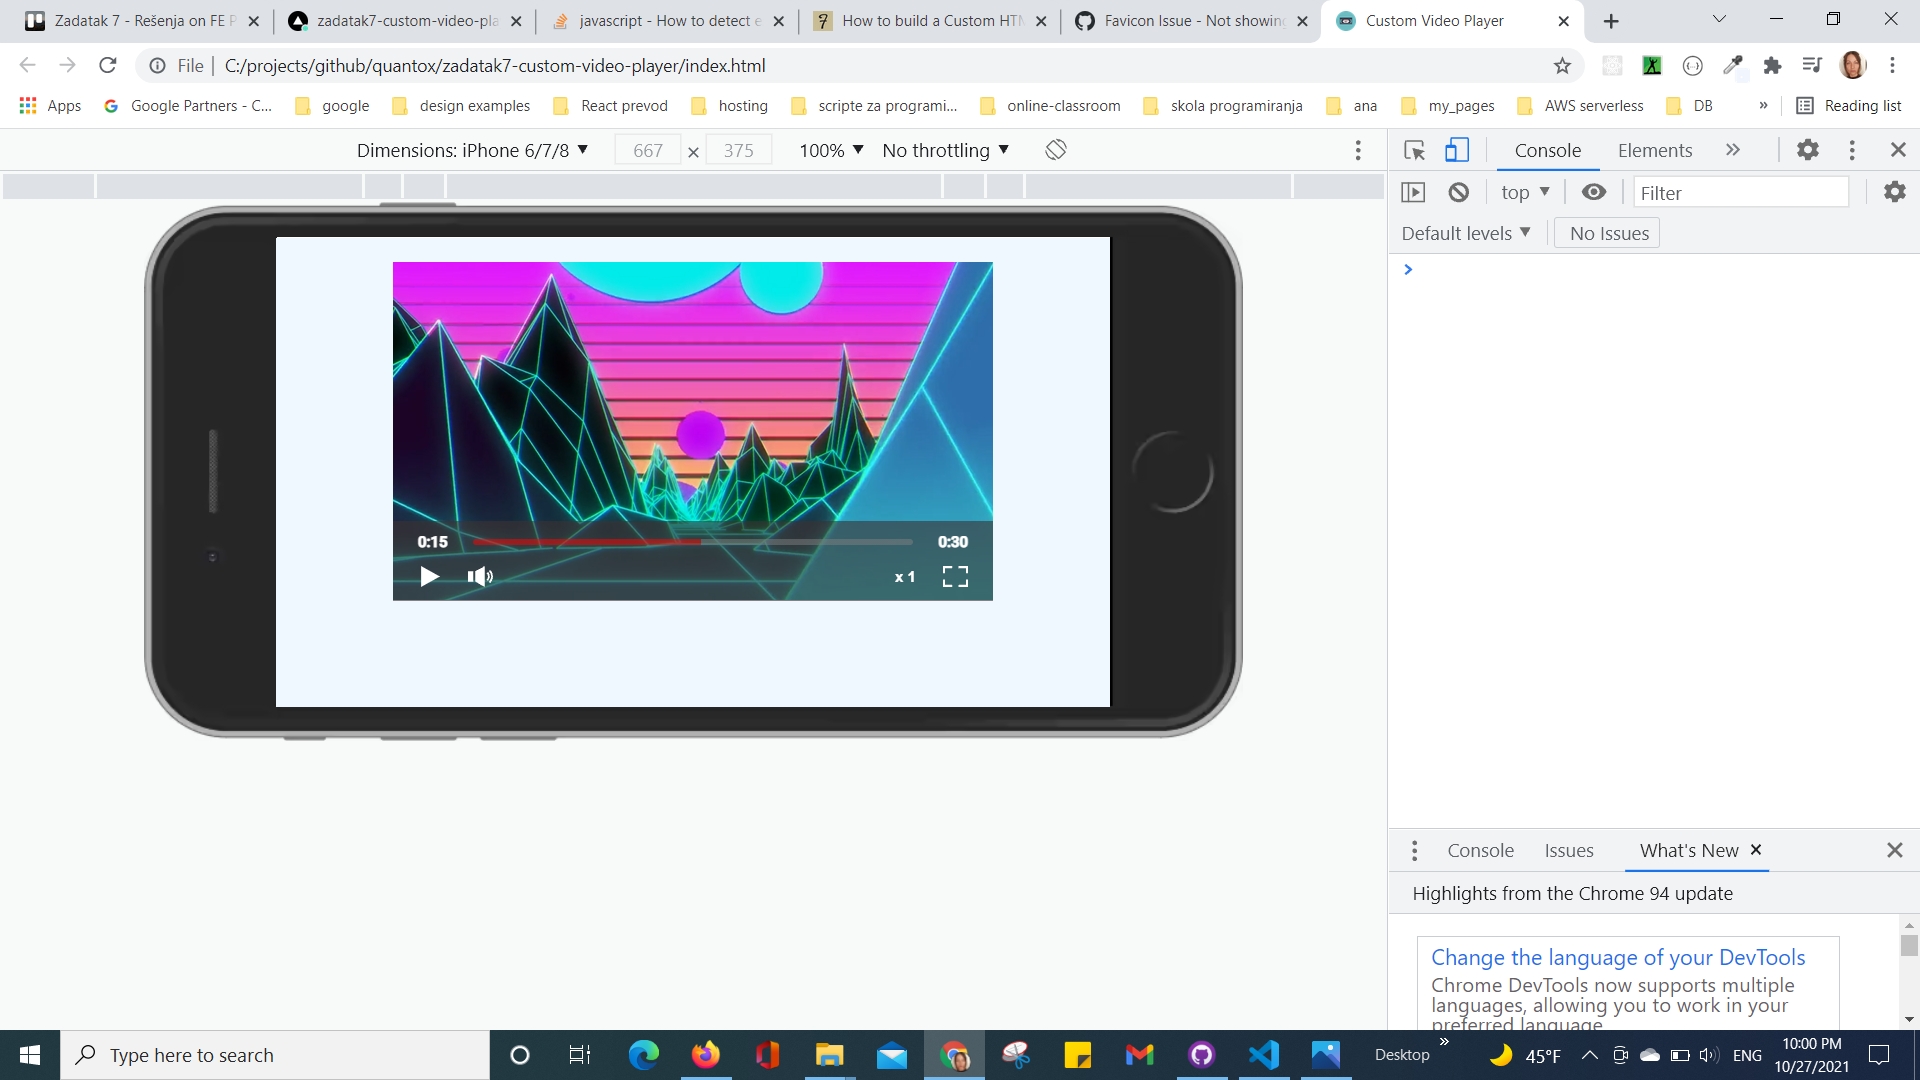 Zadatak 7 - Rešenja on FE P
zadatak7-custom-video-pla
javascript - How to detect e
How to build a Custom HTM
Favicon Issue - Not showing
Custom Video Player
File
C:/projects/github/quantox/zadatak7-custom-video-player/index.html
Apps
Google Partners - C...
google
design examples
React prevod
hosting
scripte za programi...
online-classroom
skola programiranja
ana
my_pages
AWS serverless
DB
»
Reading list
Dimensions: iPhone 6/7/8
667
×
375
100%
No throttling
Console
Elements
»
top
Filter
Default levels
No Issues
0:15
0:30
x 1
Console
Issues
What's New
Highlights from the Chrome 94 update
Change the language of your DevTools
Chrome DevTools now supports multiple
languages, allowing you to work in your
preferred language
Type here to search
Desktop
»
45°F
ENG
10:00 PM
10/27/2021